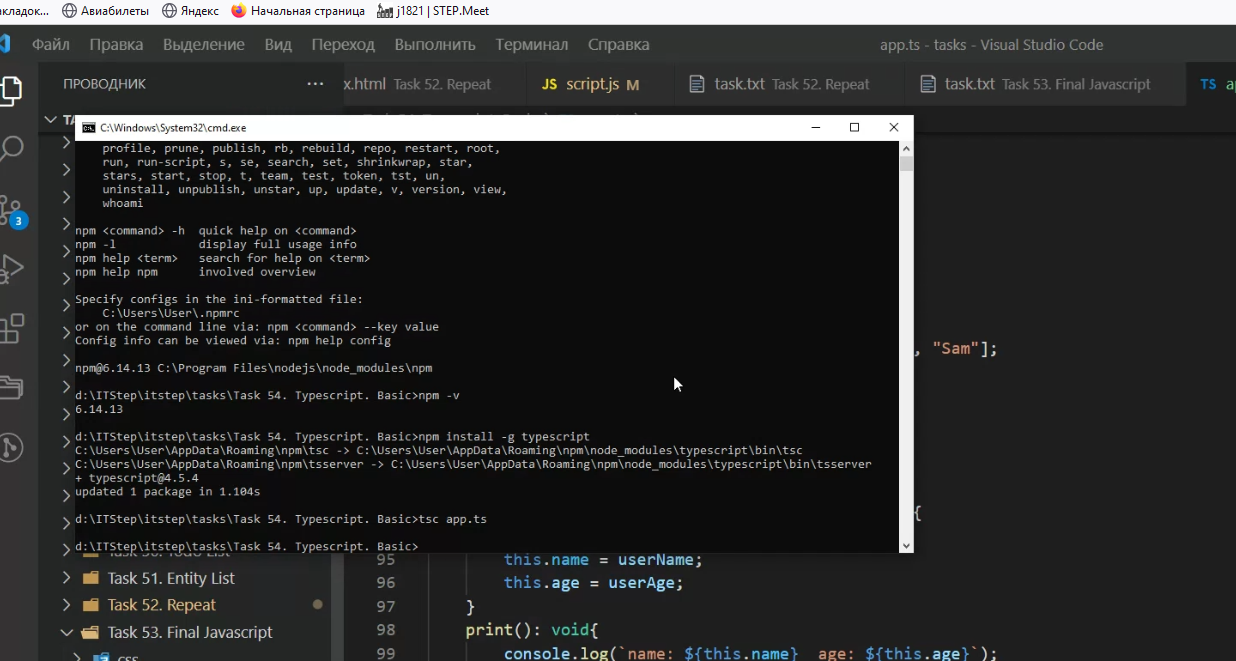 Авиабилеты Яндекс Начальная страница j1821 | STEP.Meet
Файл Правка Выделение Вид Переход Выполнить Терминал Справка app.ts - tasks - Visual Studio Code
ПРОВОДНИК ··· x.html Task 52. Repeat JS script.js M task.txt Task 52. Repeat task.txt Task 53. Final Javascript TS
C:\Windows\System32\cmd.exe
profile, prune, publish, rb, rebuild, repo, restart, root,
run, run-script, s, se, search, set, shrinkwrap, star,
stars, start, stop, t, team, test, token, tst, un,
uninstall, unpublish, unstar, up, update, v, version, view,
whoami
npm <command> -h  quick help on <command>
npm -l            display full usage info
npm help <term>   search for help on <term>
npm help npm      involved overview
Specify configs in the ini-formatted file:
C:\Users\User\.npmrc
or on the command line via: npm <command> --key value
Config info can be viewed via: npm help config
npm@6.14.13 C:\Program Files\nodejs\node_modules\npm
d:\ITStep\itstep\tasks\Task 54. Typescript. Basic>npm -v
6.14.13
d:\ITStep\itstep\tasks\Task 54. Typescript. Basic>npm install -g typescript
C:\Users\User\AppData\Roaming\npm\tsc -> C:\Users\User\AppData\Roaming\npm\node_modules\typescript\bin\tsc
C:\Users\User\AppData\Roaming\npm\tsserver -> C:\Users\User\AppData\Roaming\npm\node_modules\typescript\bin\tsserver
+ typescript@4.5.4
updated 1 package in 1.104s
d:\ITStep\itstep\tasks\Task 54. Typescript. Basic>tsc app.ts
d:\ITStep\itstep\tasks\Task 54. Typescript. Basic>
3
, "Sam"];
{
Task 51. Entity List
Task 52. Repeat
Task 53. Final Javascript
css
95 this.name = userName;
96 this.age = userAge;
97 }
98 print(): void{
99 console.log(`name: ${this.name} age: ${this.age}`);